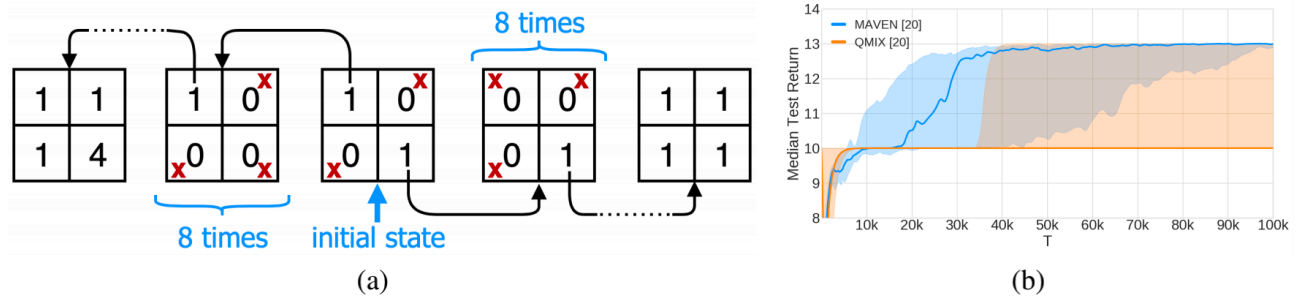 8 times
1 1
1 4
1 0 x
x 0 0 x
1 0 x
x 0 1
x 0 0 x
x 0 1
1 1
1 1
8 times
initial state
(a)
MAVEN [20]
QMIX [20]
Median Test Return
14
13
12
11
10
9
8
10k 20k 30k 40k 50k 60k 70k 80k 90k 100k
T
(b)